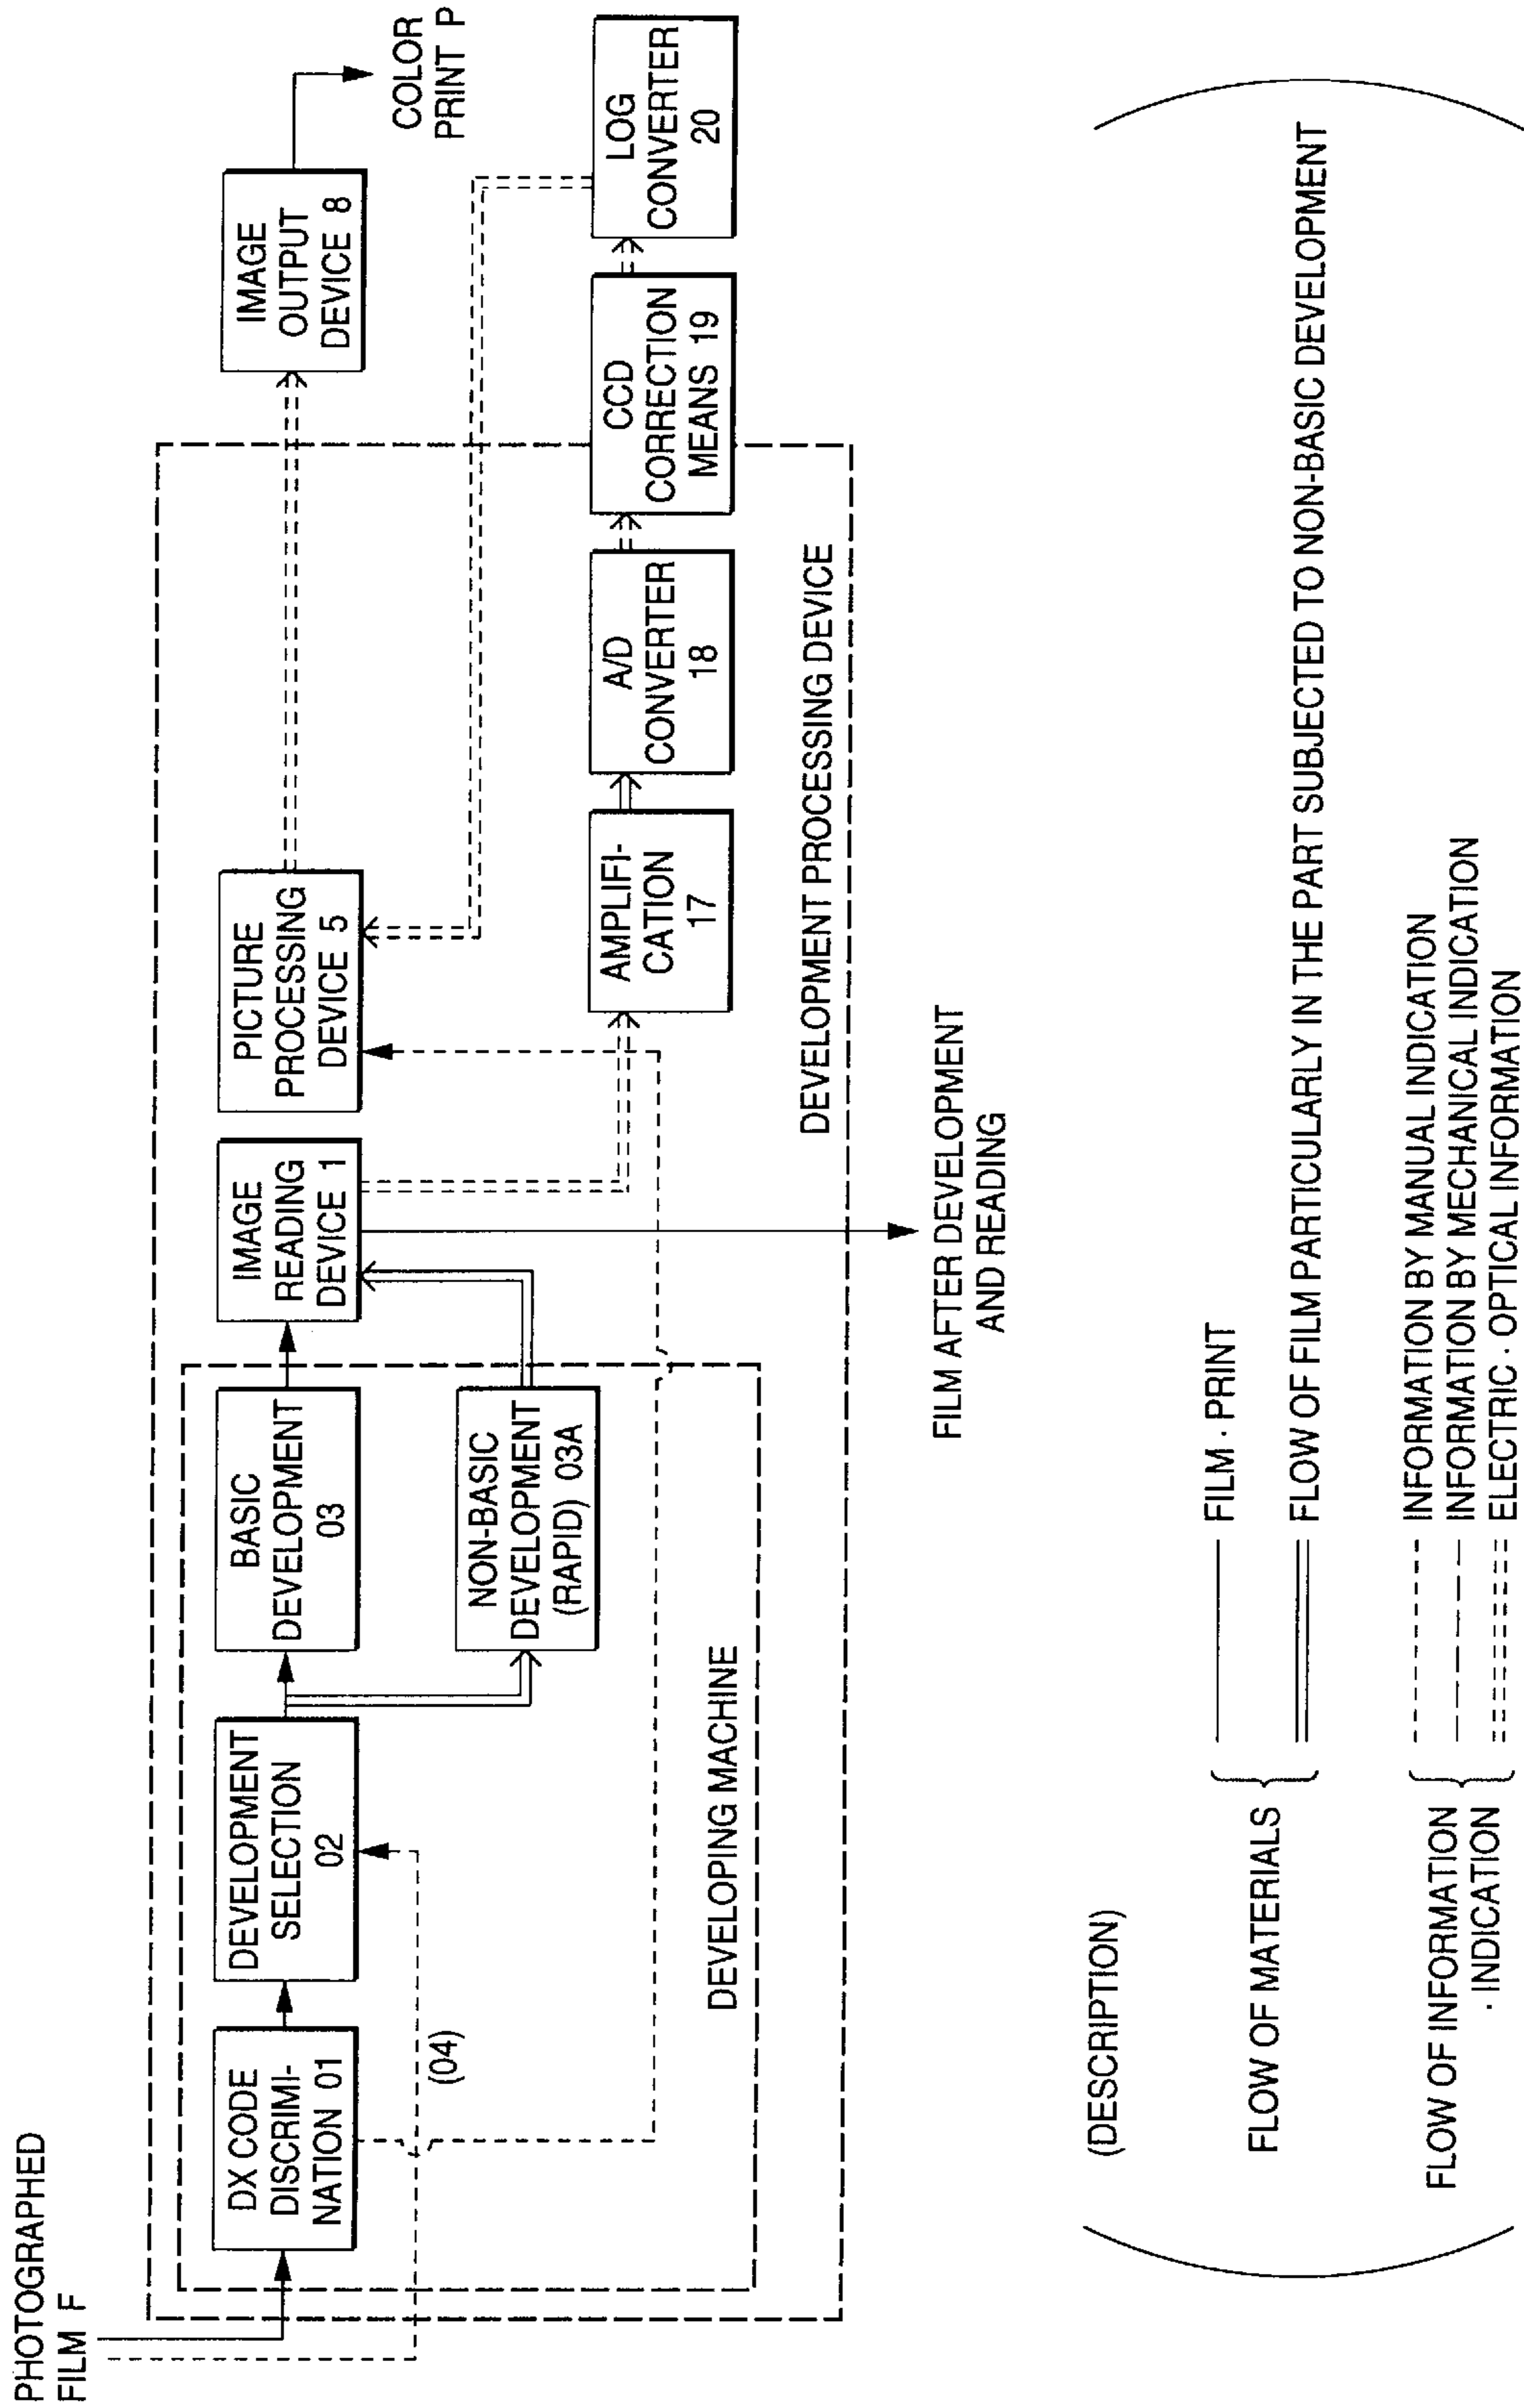 PHOTOGRAPHED
FILM F
DX CODE
DISCRIMI-
NATION 01
(04)
DEVELOPMENT
SELECTION
02
BASIC
DEVELOPMENT
03
NON-BASIC
DEVELOPMENT
(RAPID) 03A
DEVELOPING MACHINE
IMAGE
READING
DEVICE 1
PICTURE
PROCESSING
DEVICE 5
IMAGE
OUTPUT
DEVICE 8
COLOR
PRINT P
AMPLIFI-
CATION
17
A/D
CONVERTER
18
CCD
CORRECTION
MEANS 19
LOG
CONVERTER
20
DEVELOPMENT PROCESSING DEVICE
FILM AFTER DEVELOPMENT
AND READING
(DESCRIPTION)
FLOW OF MATERIALS
FILM · PRINT
FLOW OF FILM PARTICULARLY IN THE PART SUBJECTED TO NON-BASIC DEVELOPMENT
FLOW OF INFORMATION
· INDICATION
INFORMATION BY MANUAL INDICATION
INFORMATION BY MECHANICAL INDICATION
ELECTRIC · OPTICAL INFORMATION